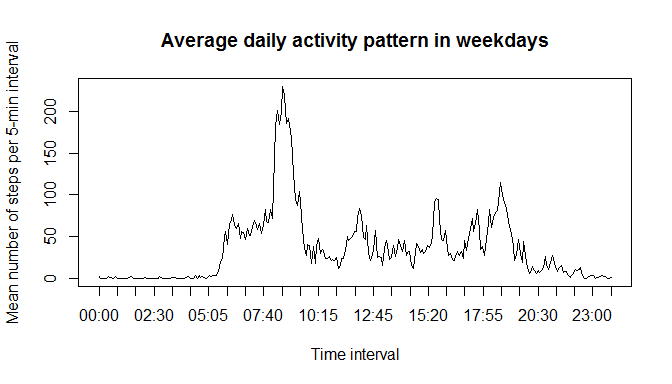 Average daily activity pattern in weekdays
Mean number of steps per 5-min interval
200
150
100
50
0
00:00 02:30 05:05 07:40 10:15 12:45 15:20 17:55 20:30 23:00
Time interval